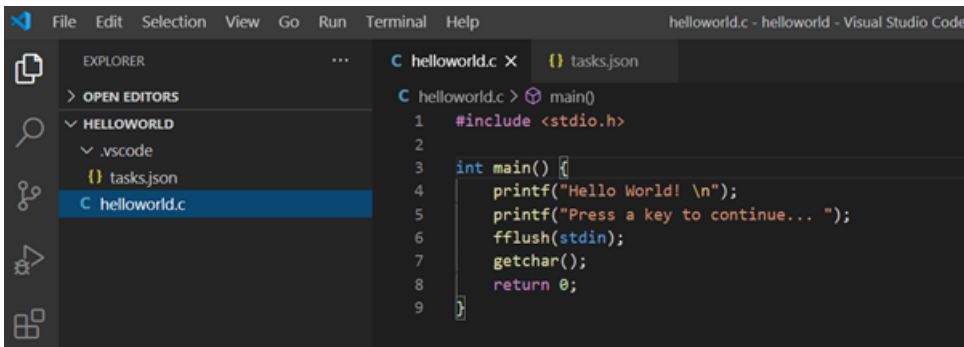 File Edit Selection View Go Run Terminal Help helloworld.c - helloworld - Visual Studio Code
EXPLORER ...
OPEN EDITORS
HELLOWORLD
.vscode
{} tasks.json
C helloworld.c
C helloworld.c × {} tasks.json
C helloworld.c > main()
1 #include <stdio.h>
2
3 int main() {
4 printf("Hello World! \n");
5 printf("Press a key to continue... ");
6 fflush(stdin);
7 getchar();
8 return 0;
9 }